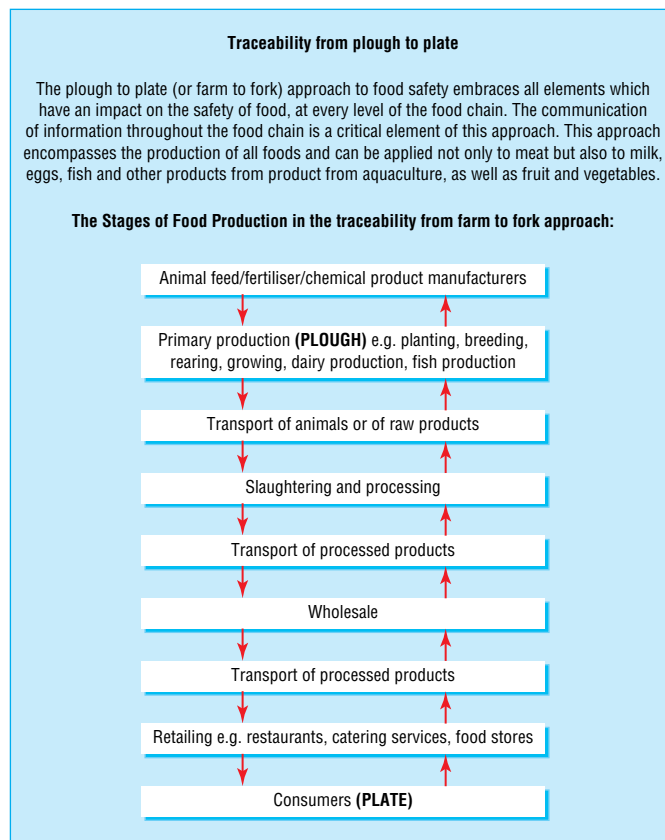 Traceability from plough to plate
The plough to plate (or farm to fork) approach to food safety embraces all elements which
have an impact on the safety of food, at every level of the food chain. The communication
of information throughout the food chain is a critical element of this approach. This approach
encompasses the production of all foods and can be applied not only to meat but also to milk,
eggs, fish and other products from product from aquaculture, as well as fruit and vegetables.
The Stages of Food Production in the traceability from farm to fork approach:
Animal feed/fertiliser/chemical product manufacturers
Primary production (PLOUGH) e.g. planting, breeding,
rearing, growing, dairy production, fish production
Transport of animals or of raw products
Slaughtering and processing
Transport of processed products
Wholesale
Transport of processed products
Retailing e.g. restaurants, catering services, food stores
Consumers (PLATE)